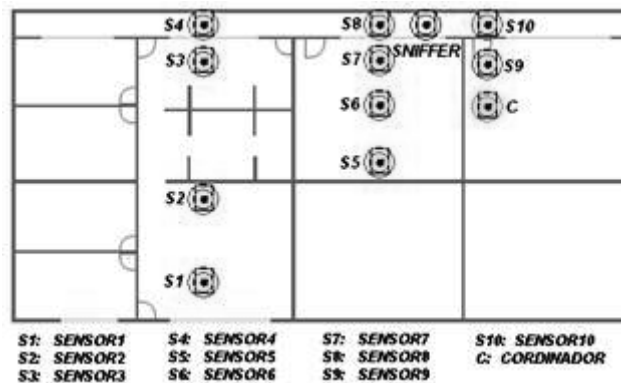 S4 S8 S10
SNIFFER
S3 S7 S9
S6 C
S5
S2
S1
S1: SENSOR1 S4: SENSOR4 S7: SENSOR7 S10: SENSOR10
S2: SENSOR2 S5: SENSOR5 S8: SENSOR8 C: CORDINADOR
S3: SENSOR3 S6: SENSOR6 S9: SENSOR9